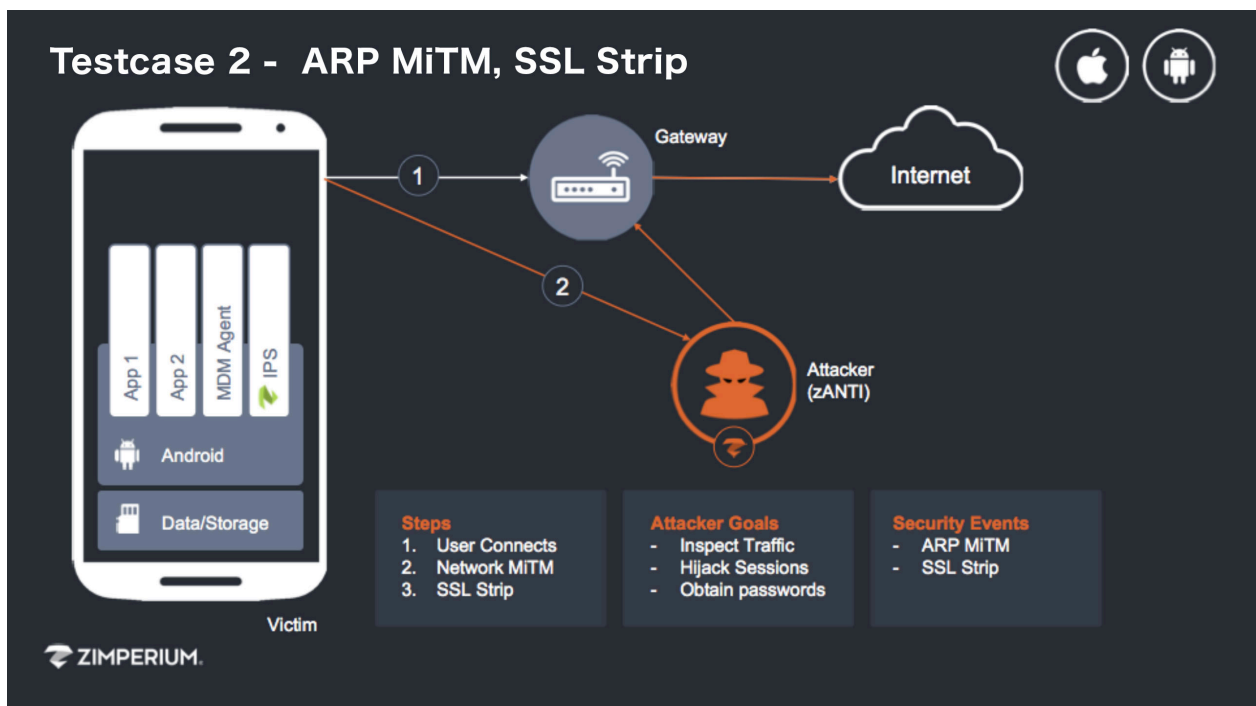 Testcase 2 - ARP MiTM, SSL Strip
Gateway
Internet
1
2
App 1
App 2
MDM Agent
IPS
Android
Data/Storage
Attacker
(zANTI)
Steps
1. User Connects
2. Network MiTM
3. SSL Strip
Attacker Goals
- Inspect Traffic
- Hijack Sessions
- Obtain passwords
Security Events
- ARP MiTM
- SSL Strip
Victim
ZIMPERIUM.